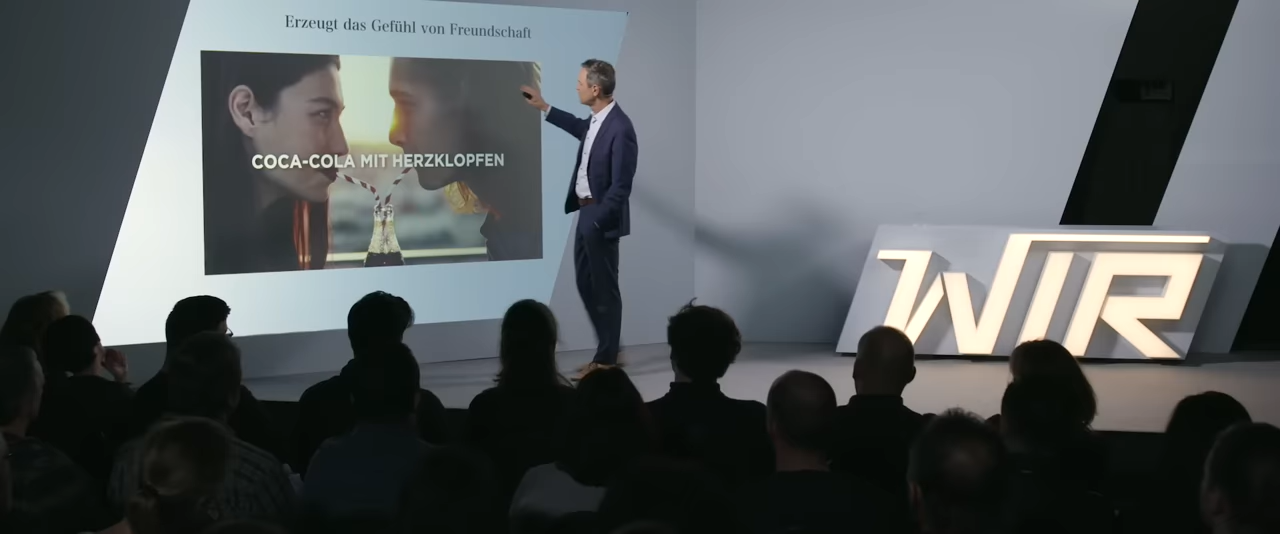 Erzeugt das Gefühl von Freundschaft
COCA-COLA MIT HERZKLOPFEN
WIR